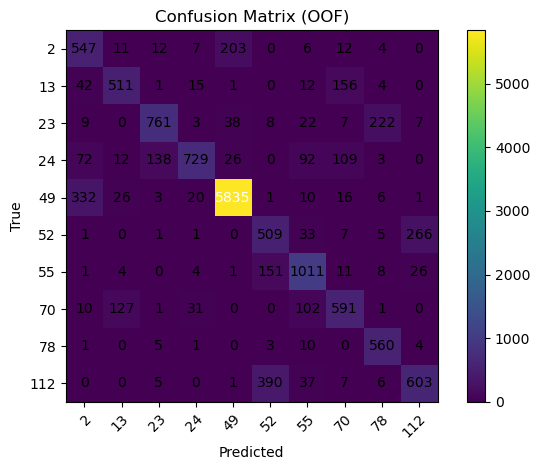 Confusion Matrix (OOF)
2 547 11 12 7 203 0 6 12 4 0
13 42 511 1 15 1 0 12 156 4 0
23 9 0 761 3 38 8 22 7 222 7
24 72 12 138 729 26 0 92 109 3 0
49 332 26 3 20 5835 1 10 16 6 1
52 1 0 1 1 0 509 33 7 5 266
55 1 4 0 4 1 151 1011 11 8 26
70 10 127 1 31 0 0 102 591 1 0
78 1 0 5 1 0 3 10 0 560 4
112 0 0 5 0 1 390 37 7 6 603
2 13 23 24 49 52 55 70 78 112
Predicted
True
5000
4000
3000
2000
1000
0